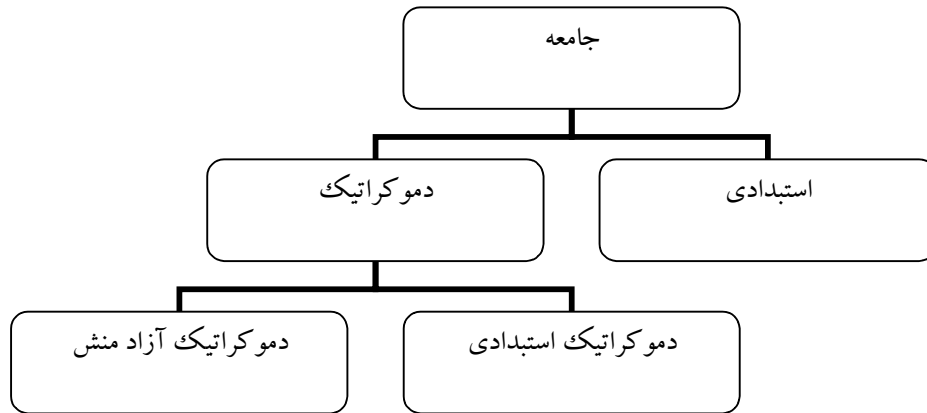 جامعه
استبدادی
دموکراتیک
دموکراتیک استبدادی
دموکراتیک آزاد منش